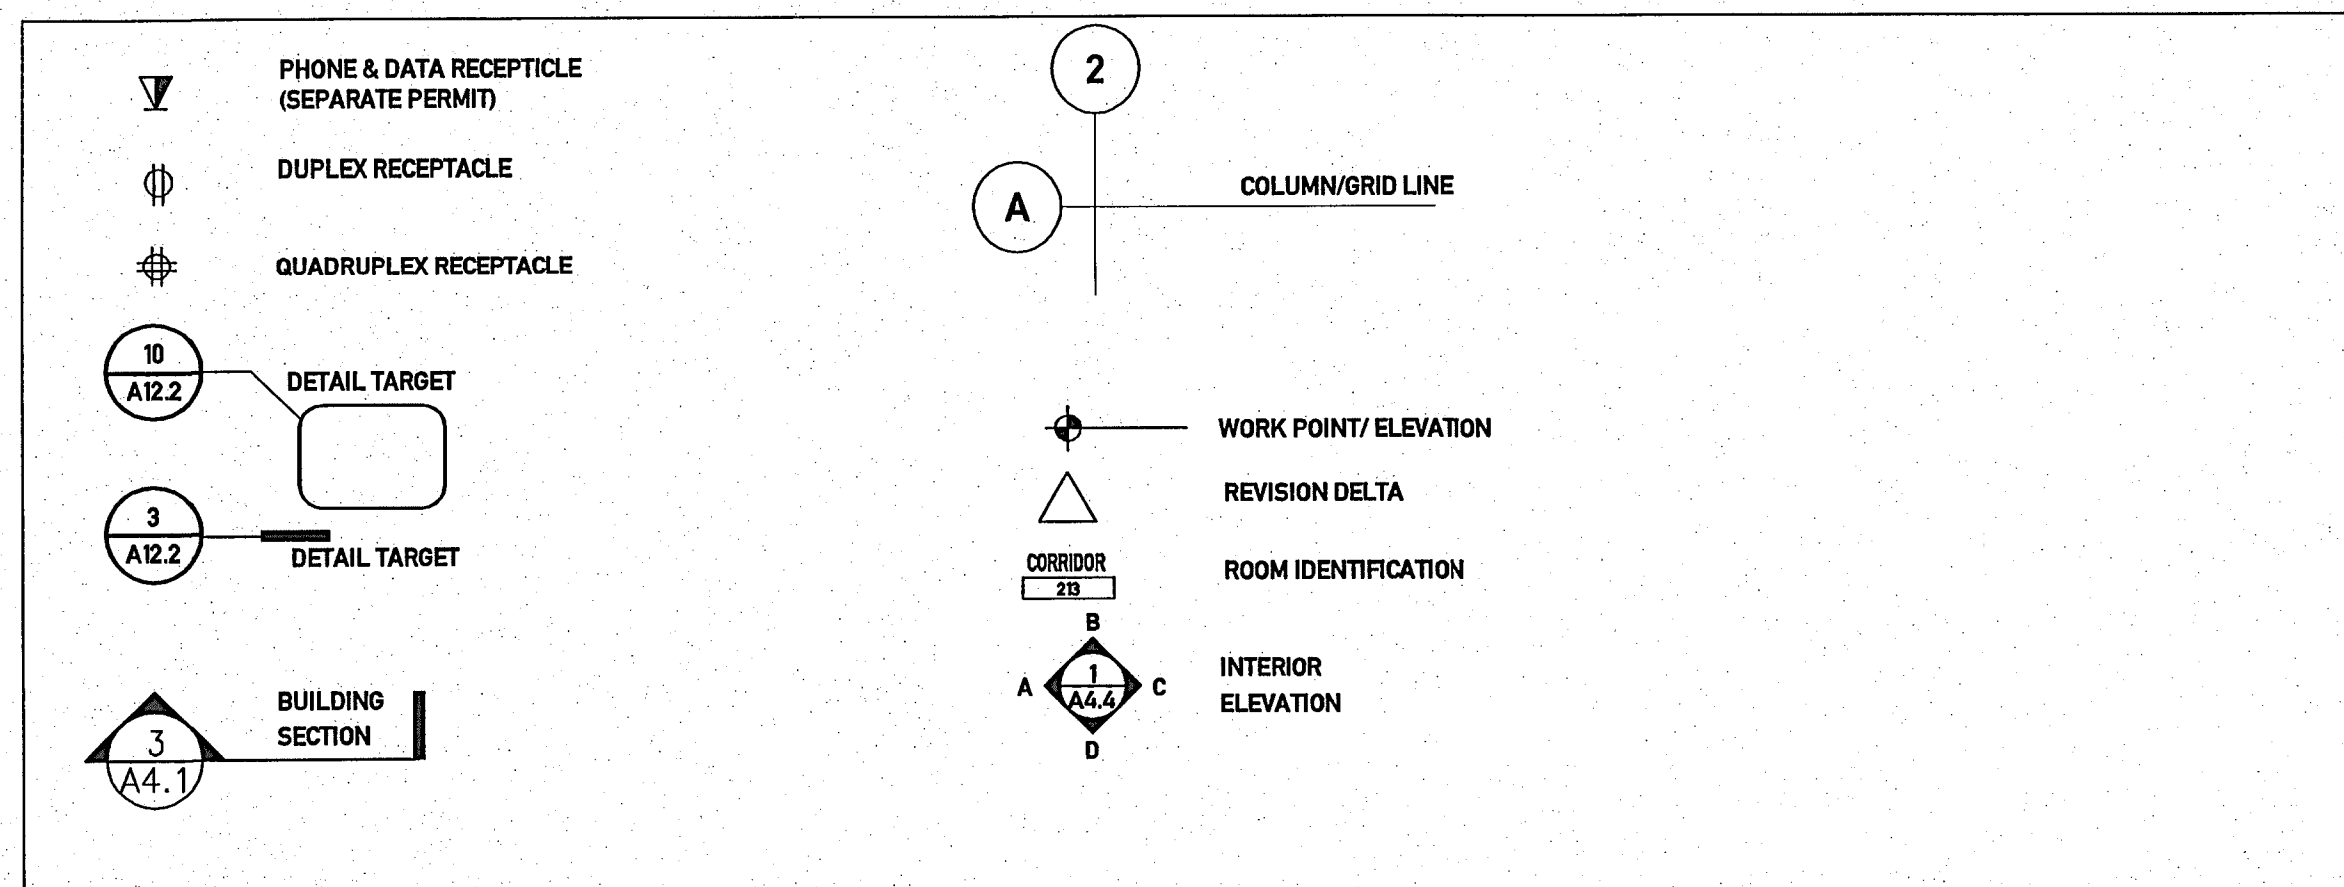 PHONE & DATA RECEPTICLE
(SEPARATE PERMIT)
DUPLEX RECEPTACLE
QUADRUPLEX RECEPTACLE
10
A12.2
DETAIL TARGET
3
A12.2
DETAIL TARGET
BUILDING
SECTION
3
A4.1
2
A
COLUMN/GRID LINE
WORK POINT/ ELEVATION
REVISION DELTA
CORRIDOR
213
ROOM IDENTIFICATION
B
A
1
A4.4
C
D
INTERIOR
ELEVATION